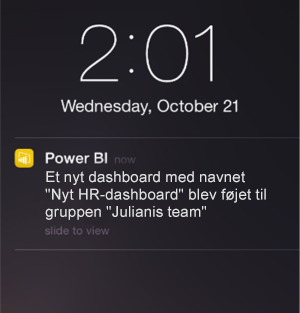 2:01
Wednesday, October 21
Power BI now
Et nyt dashboard med navnet
"Nyt HR-dashboard" blev føjet til
gruppen "Julianis team"
slide to view